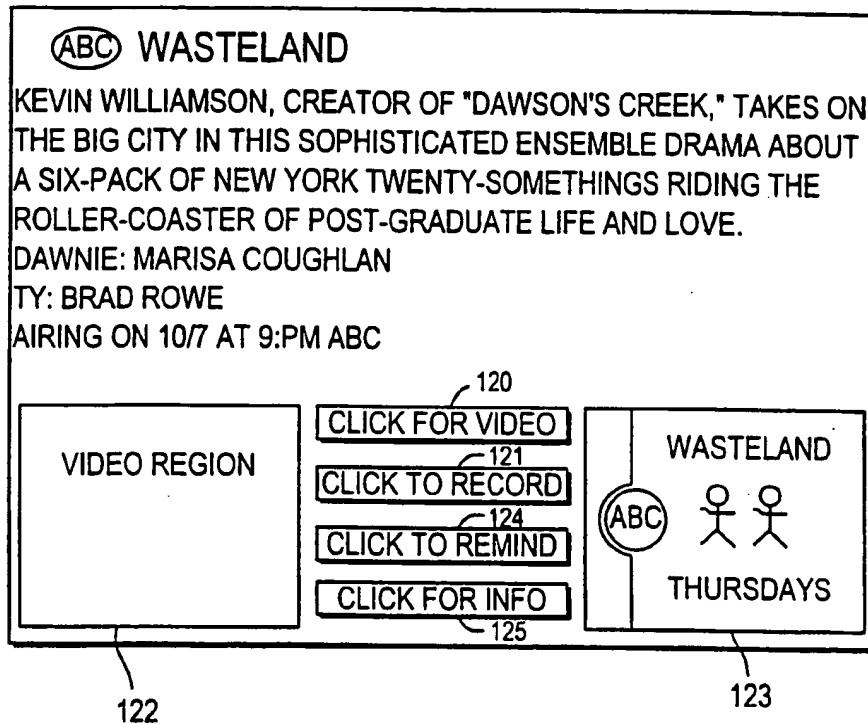 ABC WASTELAND
KEVIN WILLIAMSON, CREATOR OF "DAWSON'S CREEK," TAKES ON
THE BIG CITY IN THIS SOPHISTICATED ENSEMBLE DRAMA ABOUT
A SIX-PACK OF NEW YORK TWENTY-SOMETHINGS RIDING THE
ROLLER-COASTER OF POST-GRADUATE LIFE AND LOVE.
DAWNIE: MARISA COUGHLAN
TY: BRAD ROWE
AIRING ON 10/7 AT 9:PM ABC
VIDEO REGION
120
CLICK FOR VIDEO
121
CLICK TO RECORD
124
CLICK TO REMIND
CLICK FOR INFO
125
WASTELAND
ABC
THURSDAYS
122
123